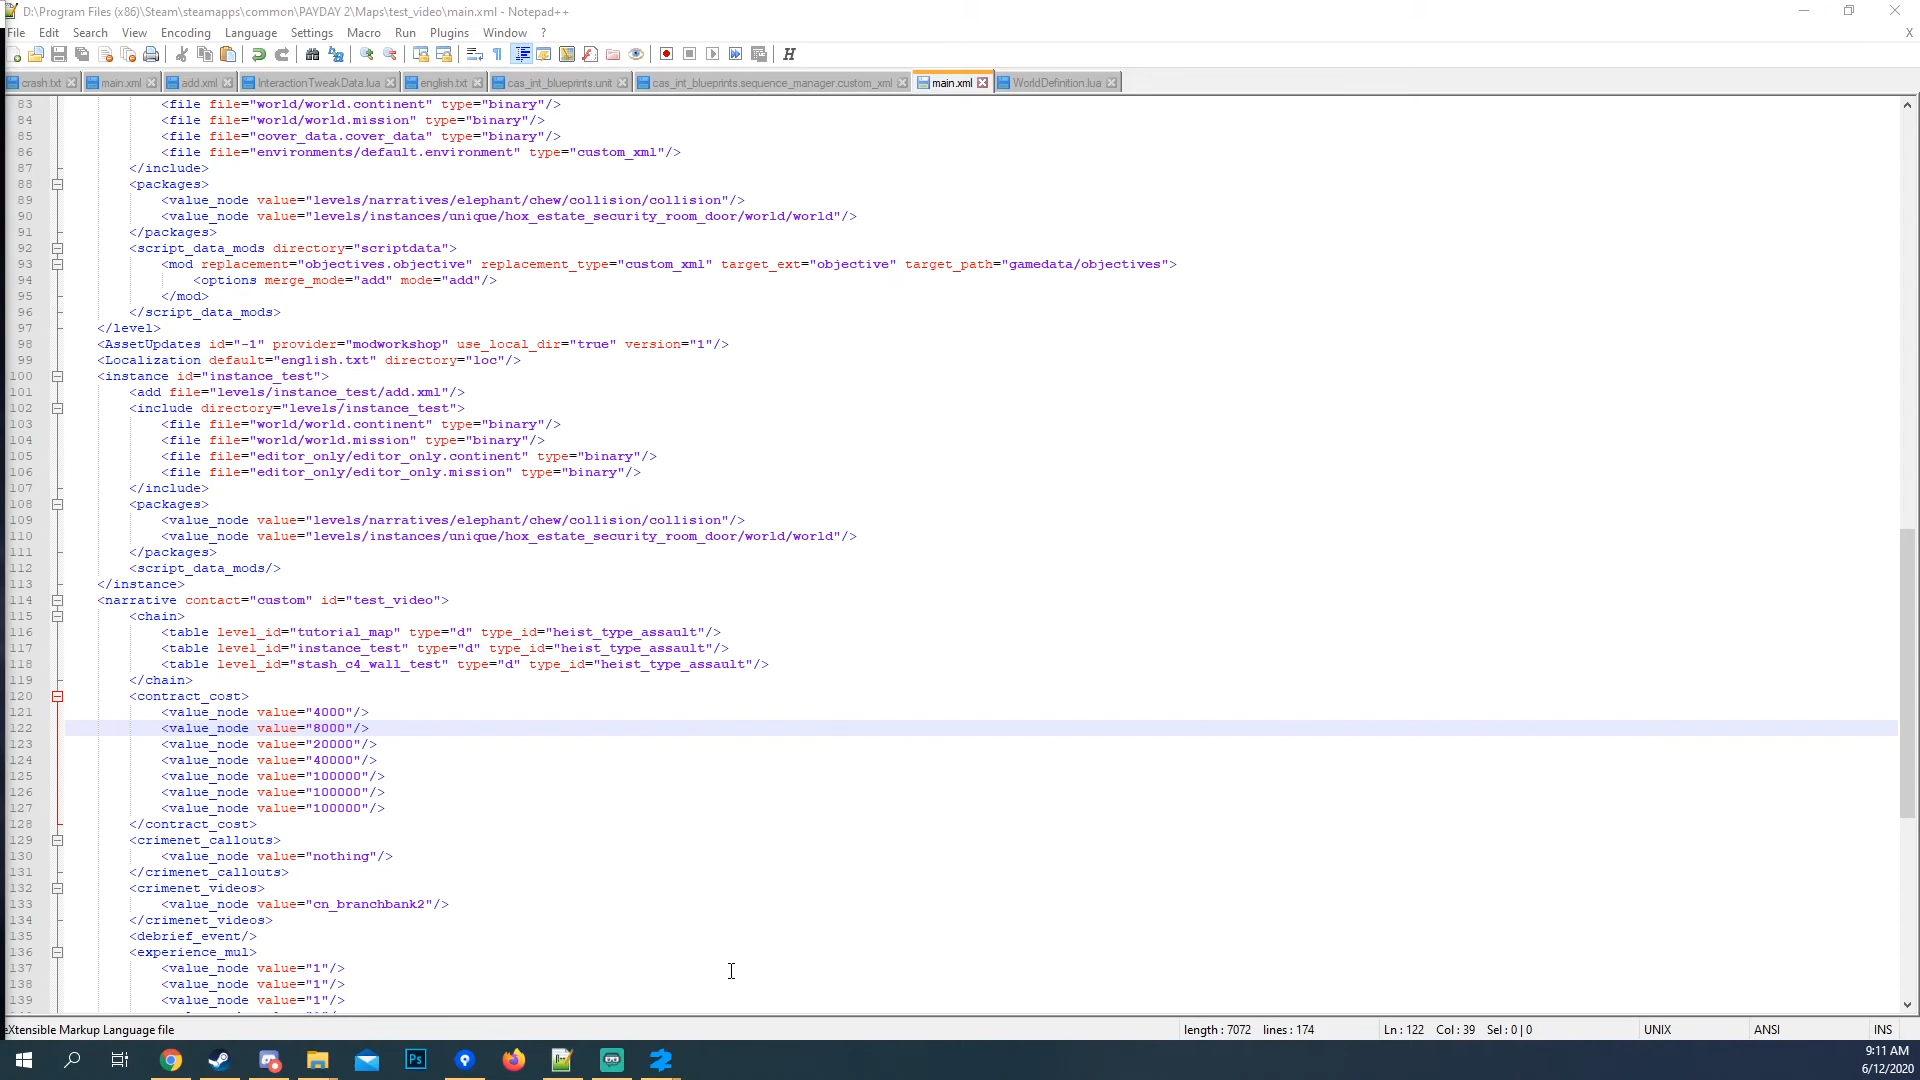 D:\Program Files (x86)\Steam\steamapps\common\PAYDAY 2\Maps\test_video\main.xml - Notepad++
File Edit Search View Encoding Language Settings Macro Run Plugins Window ? X
crash.txt main.xml add.xml InteractionTweakData.lua english.txt cas_int_blueprints.unit cas_int_blueprints.sequence_manager.custom_xml main.xml WorldDefinition.lua
83 <file file="world/world.continent" type="binary"/>
84 <file file="world/world.mission" type="binary"/>
85 <file file="cover_data.cover_data" type="binary"/>
86 <file file="environments/default.environment" type="custom_xml"/>
87 </include>
88 <packages>
89 <value_node value="levels/narratives/elephant/chew/collision/collision"/>
90 <value_node value="levels/instances/unique/hox_estate_security_room_door/world/world"/>
91 </packages>
92 <script_data_mods directory="scriptdata">
93 <mod replacement="objectives.objective" replacement_type="custom_xml" target_ext="objective" target_path="gamedata/objectives">
94 <options merge_mode="add" mode="add"/>
95 </mod>
96 </script_data_mods>
97 </level>
98 <AssetUpdates id="-1" provider="modworkshop" use_local_dir="true" version="1"/>
99 <Localization default="english.txt" directory="loc"/>
100 <instance id="instance_test">
101 <add file="levels/instance_test/add.xml"/>
102 <include directory="levels/instance_test">
103 <file file="world/world.continent" type="binary"/>
104 <file file="world/world.mission" type="binary"/>
105 <file file="editor_only/editor_only.continent" type="binary"/>
106 <file file="editor_only/editor_only.mission" type="binary"/>
107 </include>
108 <packages>
109 <value_node value="levels/narratives/elephant/chew/collision/collision"/>
110 <value_node value="levels/instances/unique/hox_estate_security_room_door/world/world"/>
111 </packages>
112 <script_data_mods/>
113 </instance>
114 <narrative contact="custom" id="test_video">
115 <chain>
116 <table level_id="tutorial_map" type="d" type_id="heist_type_assault"/>
117 <table level_id="instance_test" type="d" type_id="heist_type_assault"/>
118 <table level_id="stash_c4_wall_test" type="d" type_id="heist_type_assault"/>
119 </chain>
120 <contract_cost>
121 <value_node value="4000"/>
122 <value_node value="8000"/>
123 <value_node value="20000"/>
124 <value_node value="40000"/>
125 <value_node value="100000"/>
126 <value_node value="100000"/>
127 <value_node value="100000"/>
128 </contract_cost>
129 <crimenet_callouts>
130 <value_node value="nothing"/>
131 </crimenet_callouts>
132 <crimenet_videos>
133 <value_node value="cn_branchbank2"/>
134 </crimenet_videos>
135 <debrief_event/>
136 <experience_mul>
137 <value_node value="1"/>
138 <value_node value="1"/>
139 <value_node value="1"/>
eXtensible Markup Language file length : 7072 lines : 174 Ln : 122 Col : 39 Sel : 0 | 0 UNIX ANSI INS
Ps
9:11 AM
6/12/2020